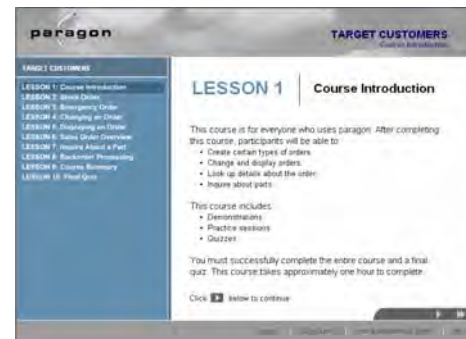 paragon
TARGET CUSTOMERS
Course Introduction
TARGET CUSTOMERS
LESSON 1: Course Introduction
LESSON 2: Stock Order
LESSON 3: Emergency Order
LESSON 4: Changing an Order
LESSON 5: Displaying an Order
LESSON 6: Sales Order Overview
LESSON 7: Inquire About a Part
LESSON 8: Backorder Processing
LESSON 9: Course Summary
LESSON 10: Final Quiz
LESSON 1
Course Introduction
This course is for everyone who uses paragon. After completing
this course, participants will be able to
• Create certain types of orders.
• Change and display orders.
• Look up details about the order.
• Inquire about parts.
This course includes
• Demonstrations
• Practice sessions
• Quizzes
You must successfully complete the entire course and a final
quiz. This course takes approximately one hour to complete.
Click below to continue